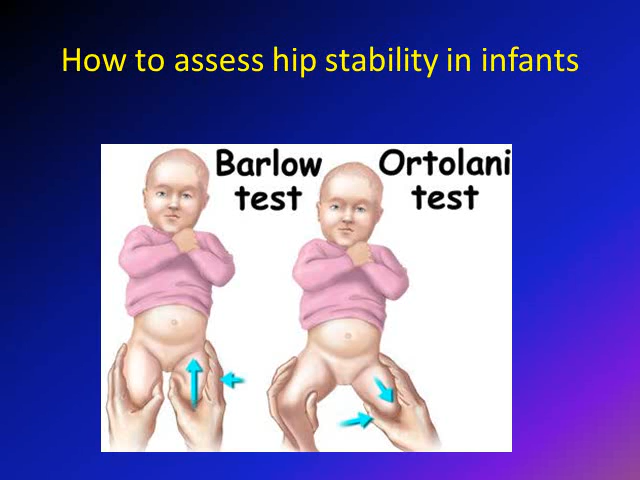 How to assess hip stability in infants
Barlow
test
Ortolani
test